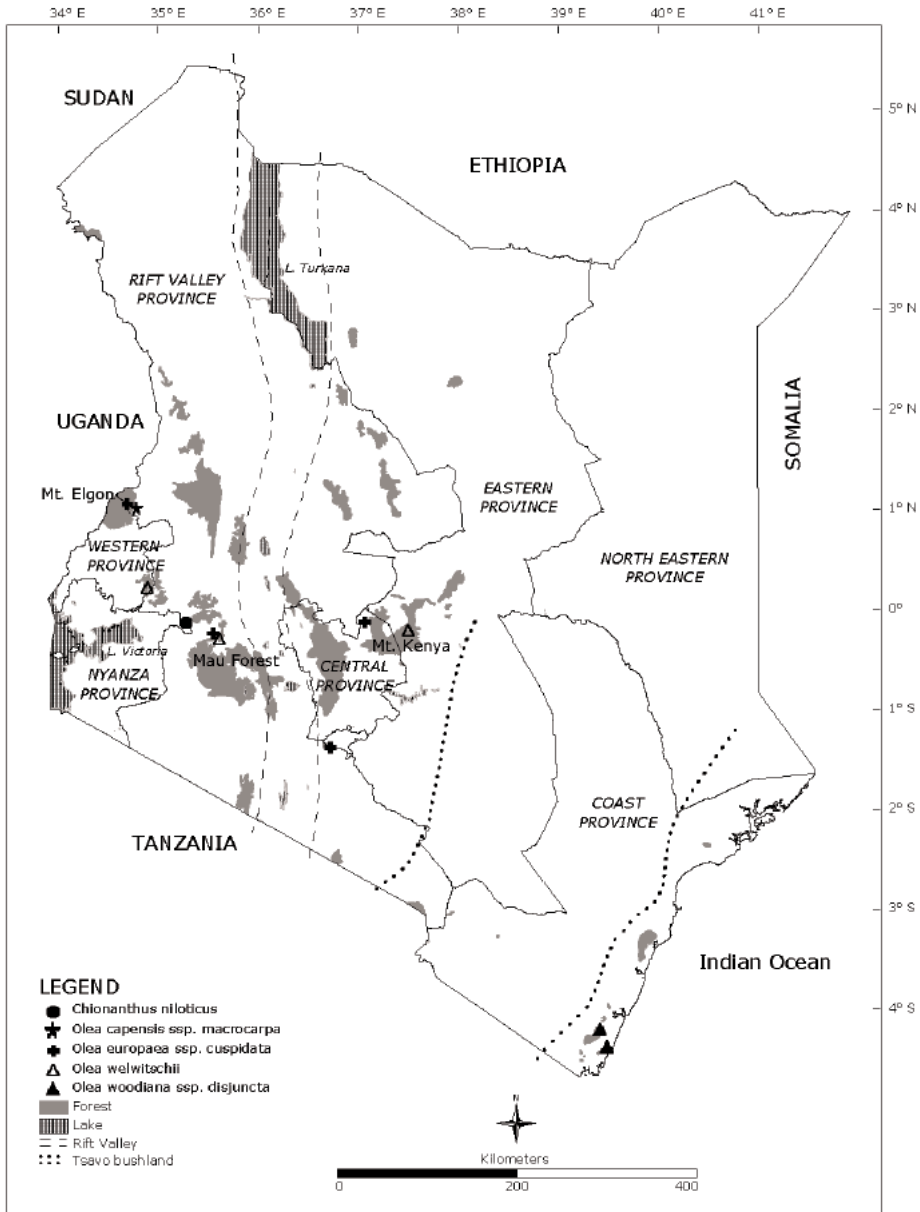 34° E 35° E 36° E 37° E 38° E 39° E 40° E 41° E
SUDAN
5° N
ETHIOPIA
4° N
L. Turkana
RIFT VALLEY
PROVINCE
3° N
UGANDA
2° N
SOMALIA
Mt. Elgon
EASTERN
PROVINCE
1° N
WESTERN
PROVINCE
NORTH EASTERN
PROVINCE
0°
L. Victoria
Mt. Kenya
Mau Forest
NYANZA
PROVINCE
CENTRAL
PROVINCE
1° S
COAST
PROVINCE
2° S
TANZANIA
3° S
Indian Ocean
4° S
LEGEND
Chionanthus niloticus
Olea capensis ssp. macrocarpa
Olea europaea ssp. cuspidata
Olea welwitschii
Olea woodiana ssp. disjuncta
Forest
Lake
Rift Valley
Tsavo bushland
N
Kilometers
0 200 400